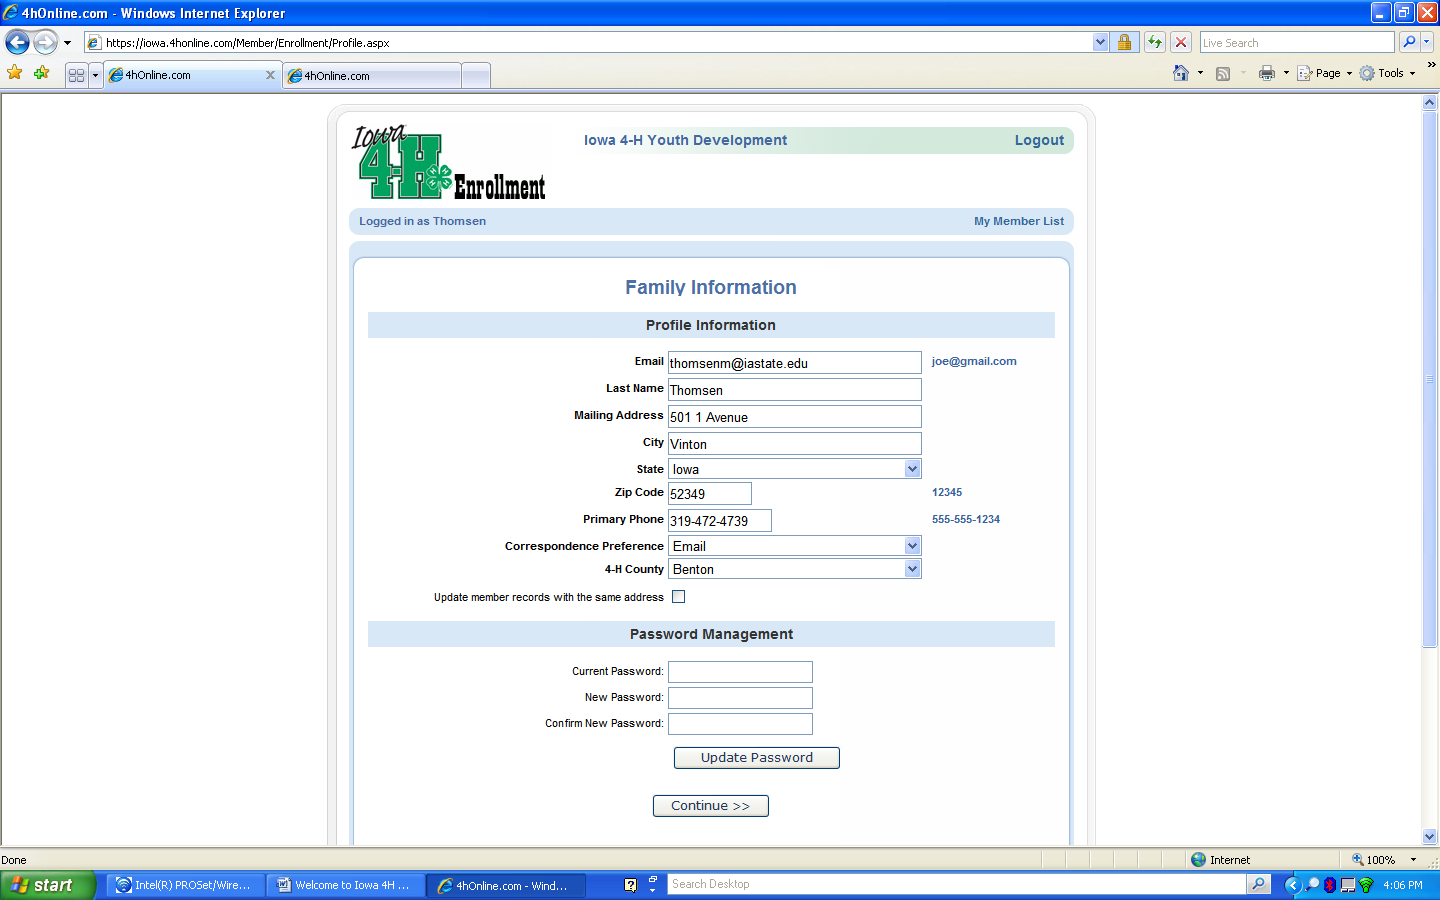 4hOnline.com - Windows Internet Explorer
https://iowa.4honline.com/Member/Enrollment/Profile.aspx
Live Search
4hOnline.com
4hOnline.com
Page
Tools
Iowa
4-H
Enrollment
Iowa 4-H Youth Development
Logout
Logged in as Thomsen
My Member List
Family Information
Profile Information
Email thomsenm@iastate.edu joe@gmail.com
Last Name Thomsen
Mailing Address 501 1 Avenue
City Vinton
State Iowa
Zip Code 52349 12345
Primary Phone 319-472-4739 555-555-1234
Correspondence Preference Email
4-H County Benton
Update member records with the same address
Password Management
Current Password:
New Password:
Confirm New Password:
Update Password
Continue >>
Done
Internet
100%
start
Intel(R) PROSet/Wire...
Welcome to Iowa 4H ...
4hOnline.com - Wind...
Search Desktop
4:06 PM